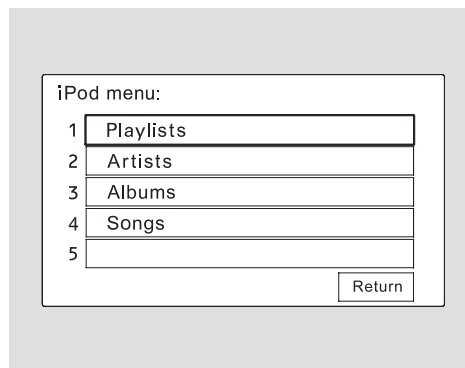 iPod menu:
1 Playlists
2 Artists
3 Albums
4 Songs
5
Return